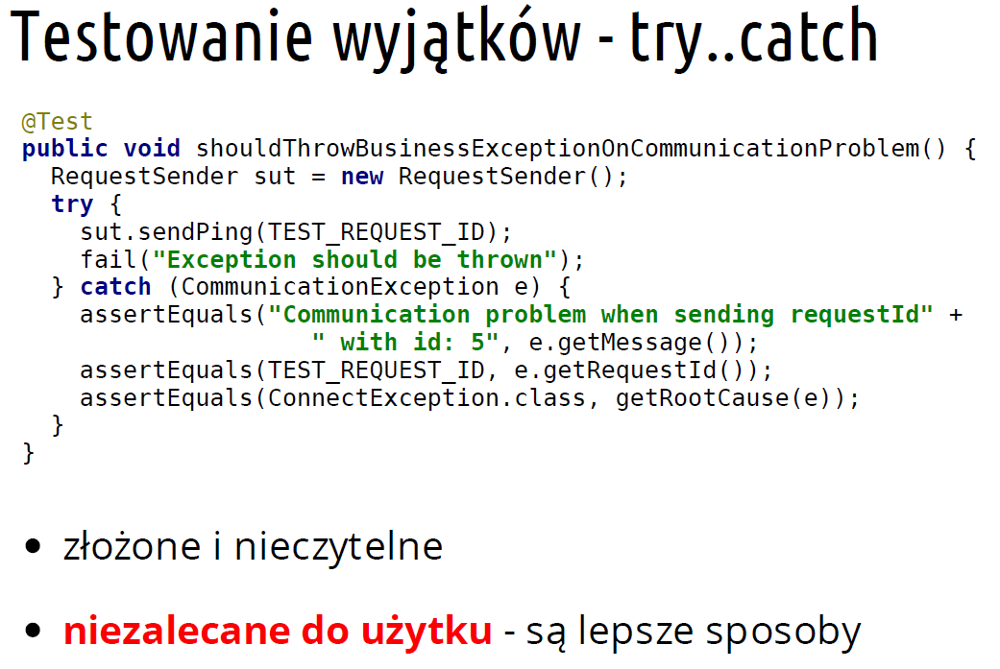 Testowanie wyjątków - try..catch
@Test
public void shouldThrowBusinessExceptionOnCommunicationProblem() {
  RequestSender sut = new RequestSender();
  try {
    sut.sendPing(TEST_REQUEST_ID);
    fail("Exception should be thrown");
  } catch (CommunicationException e) {
    assertEquals("Communication problem when sending requestId" +
                    " with id: 5", e.getMessage());
    assertEquals(TEST_REQUEST_ID, e.getRequestId());
    assertEquals(ConnectException.class, getRootCause(e));
  }
}
• złożone i nieczytelne
• niezalecane do użytku - są lepsze sposoby